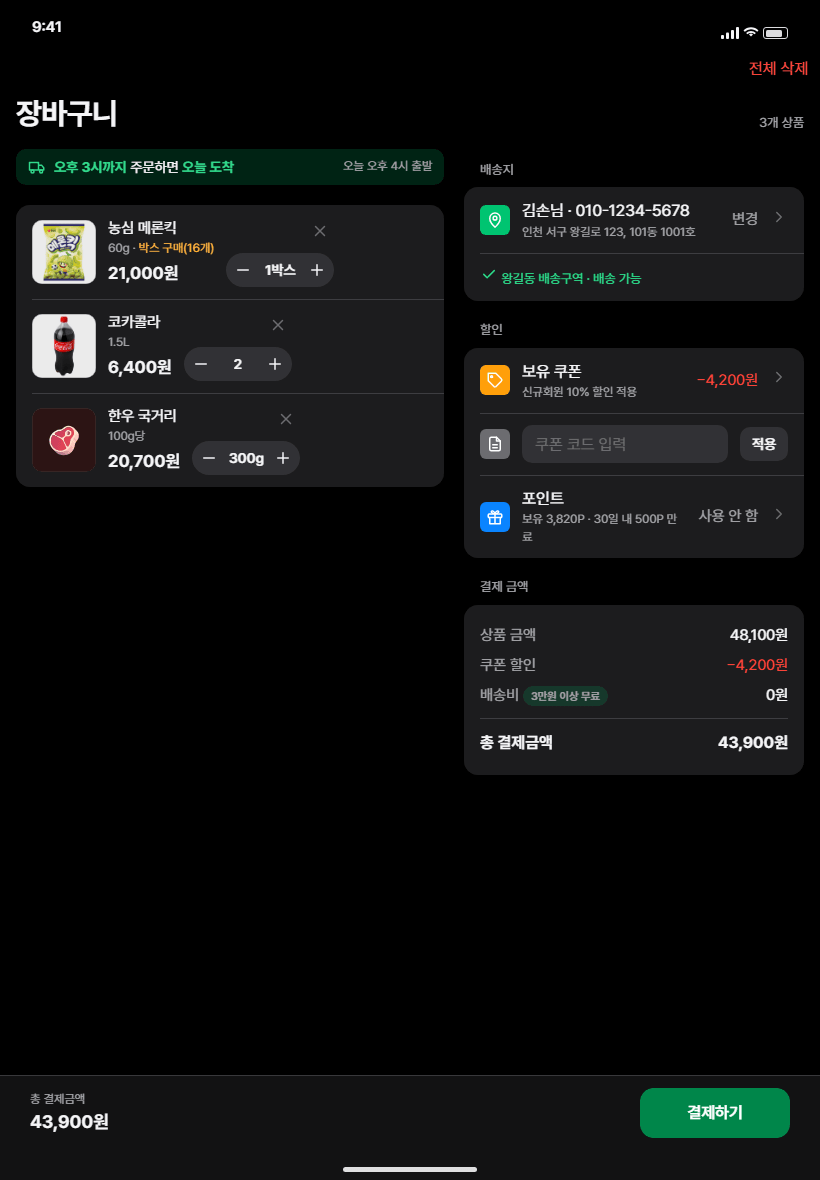 9:41
전체 삭제
장바구니
3개 상품
오후 3시까지 주문하면 오늘 도착
오늘 오후 4시 출발
농심 메론킥
60g · 박스 구매(16개)
21,000원
1박스
코카콜라
1.5L
6,400원
2
한우 국거리
100g당
20,700원
300g
배송지
김손님 · 010-1234-5678
변경
인천 서구 왕길로 123, 101동 1001호
왕길동 배송구역 · 배송 가능
할인
보유 쿠폰
신규회원 10% 할인 적용
−4,200원
쿠폰 코드 입력
적용
포인트
보유 3,820P · 30일 내 500P 만
료
사용 안 함
결제 금액
상품 금액 48,100원
쿠폰 할인 −4,200원
배송비 3만원 이상 무료 0원
총 결제금액 43,900원
총 결제금액
43,900원
결제하기